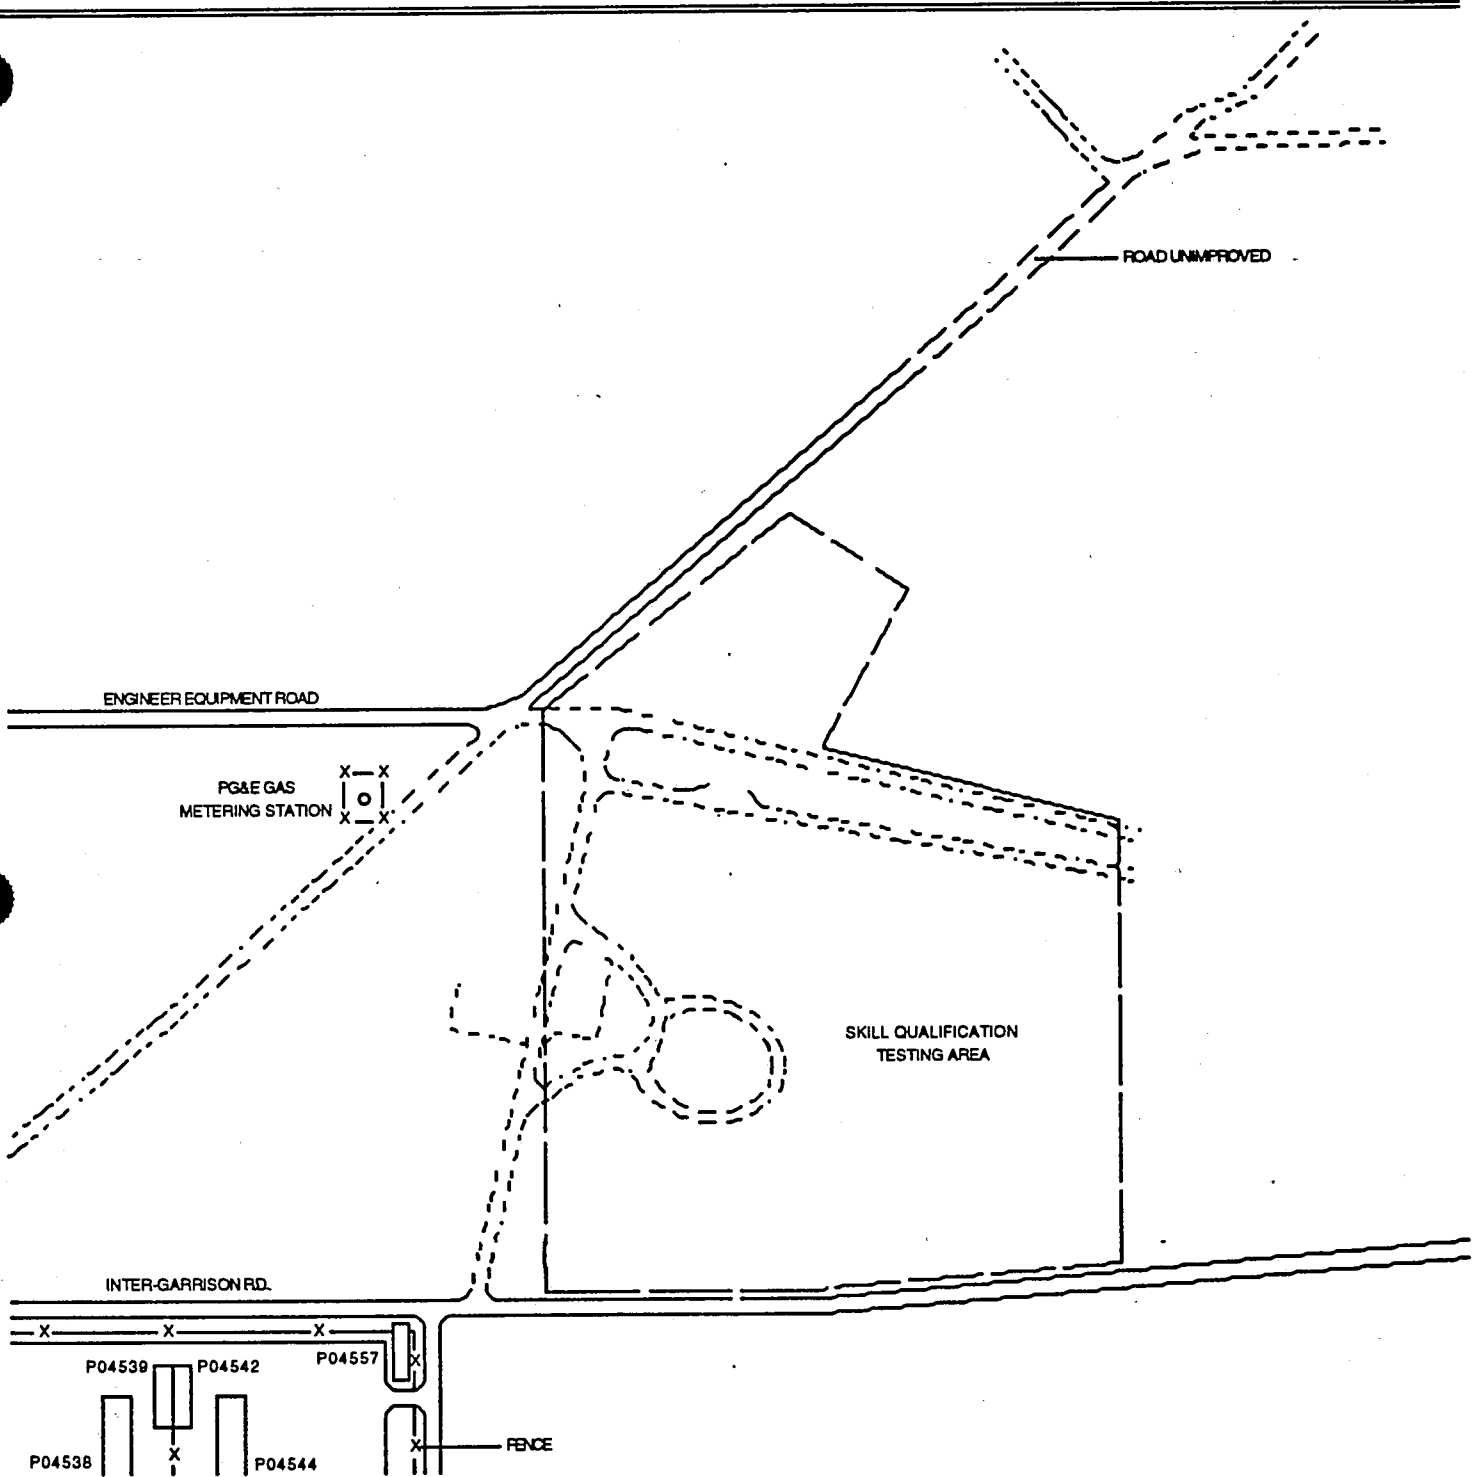 ROAD UNIMPROVED
ENGINEER EQUIPMENT ROAD
PG&E GAS
METERING STATION
SKILL QUALIFICATION
TESTING AREA
INTER-GARRISON RD.
P04539
P04542
P04557
P04538
P04544
FENCE